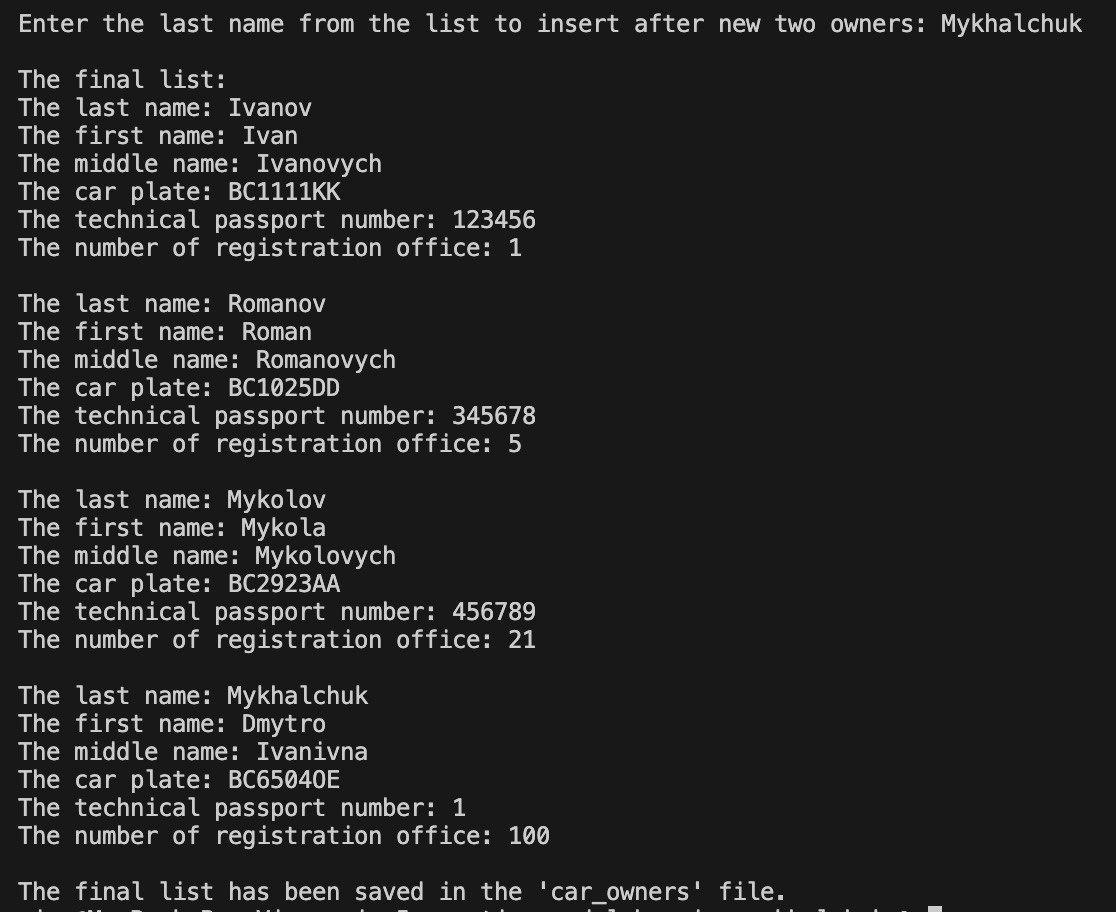 Enter the last name from the list to insert after new two owners: Mykhalchuk
The final list:
The last name: Ivanov
The first name: Ivan
The middle name: Ivanovych
The car plate: BC1111KK
The technical passport number: 123456
The number of registration office: 1
The last name: Romanov
The first name: Roman
The middle name: Romanovych
The car plate: BC1025DD
The technical passport number: 345678
The number of registration office: 5
The last name: Mykolov
The first name: Mykola
The middle name: Mykolovych
The car plate: BC2923AA
The technical passport number: 456789
The number of registration office: 21
The last name: Mykhalchuk
The first name: Dmytro
The middle name: Ivanivna
The car plate: BC6504OE
The technical passport number: 1
The number of registration office: 100
The final list has been saved in the 'car_owners' file.